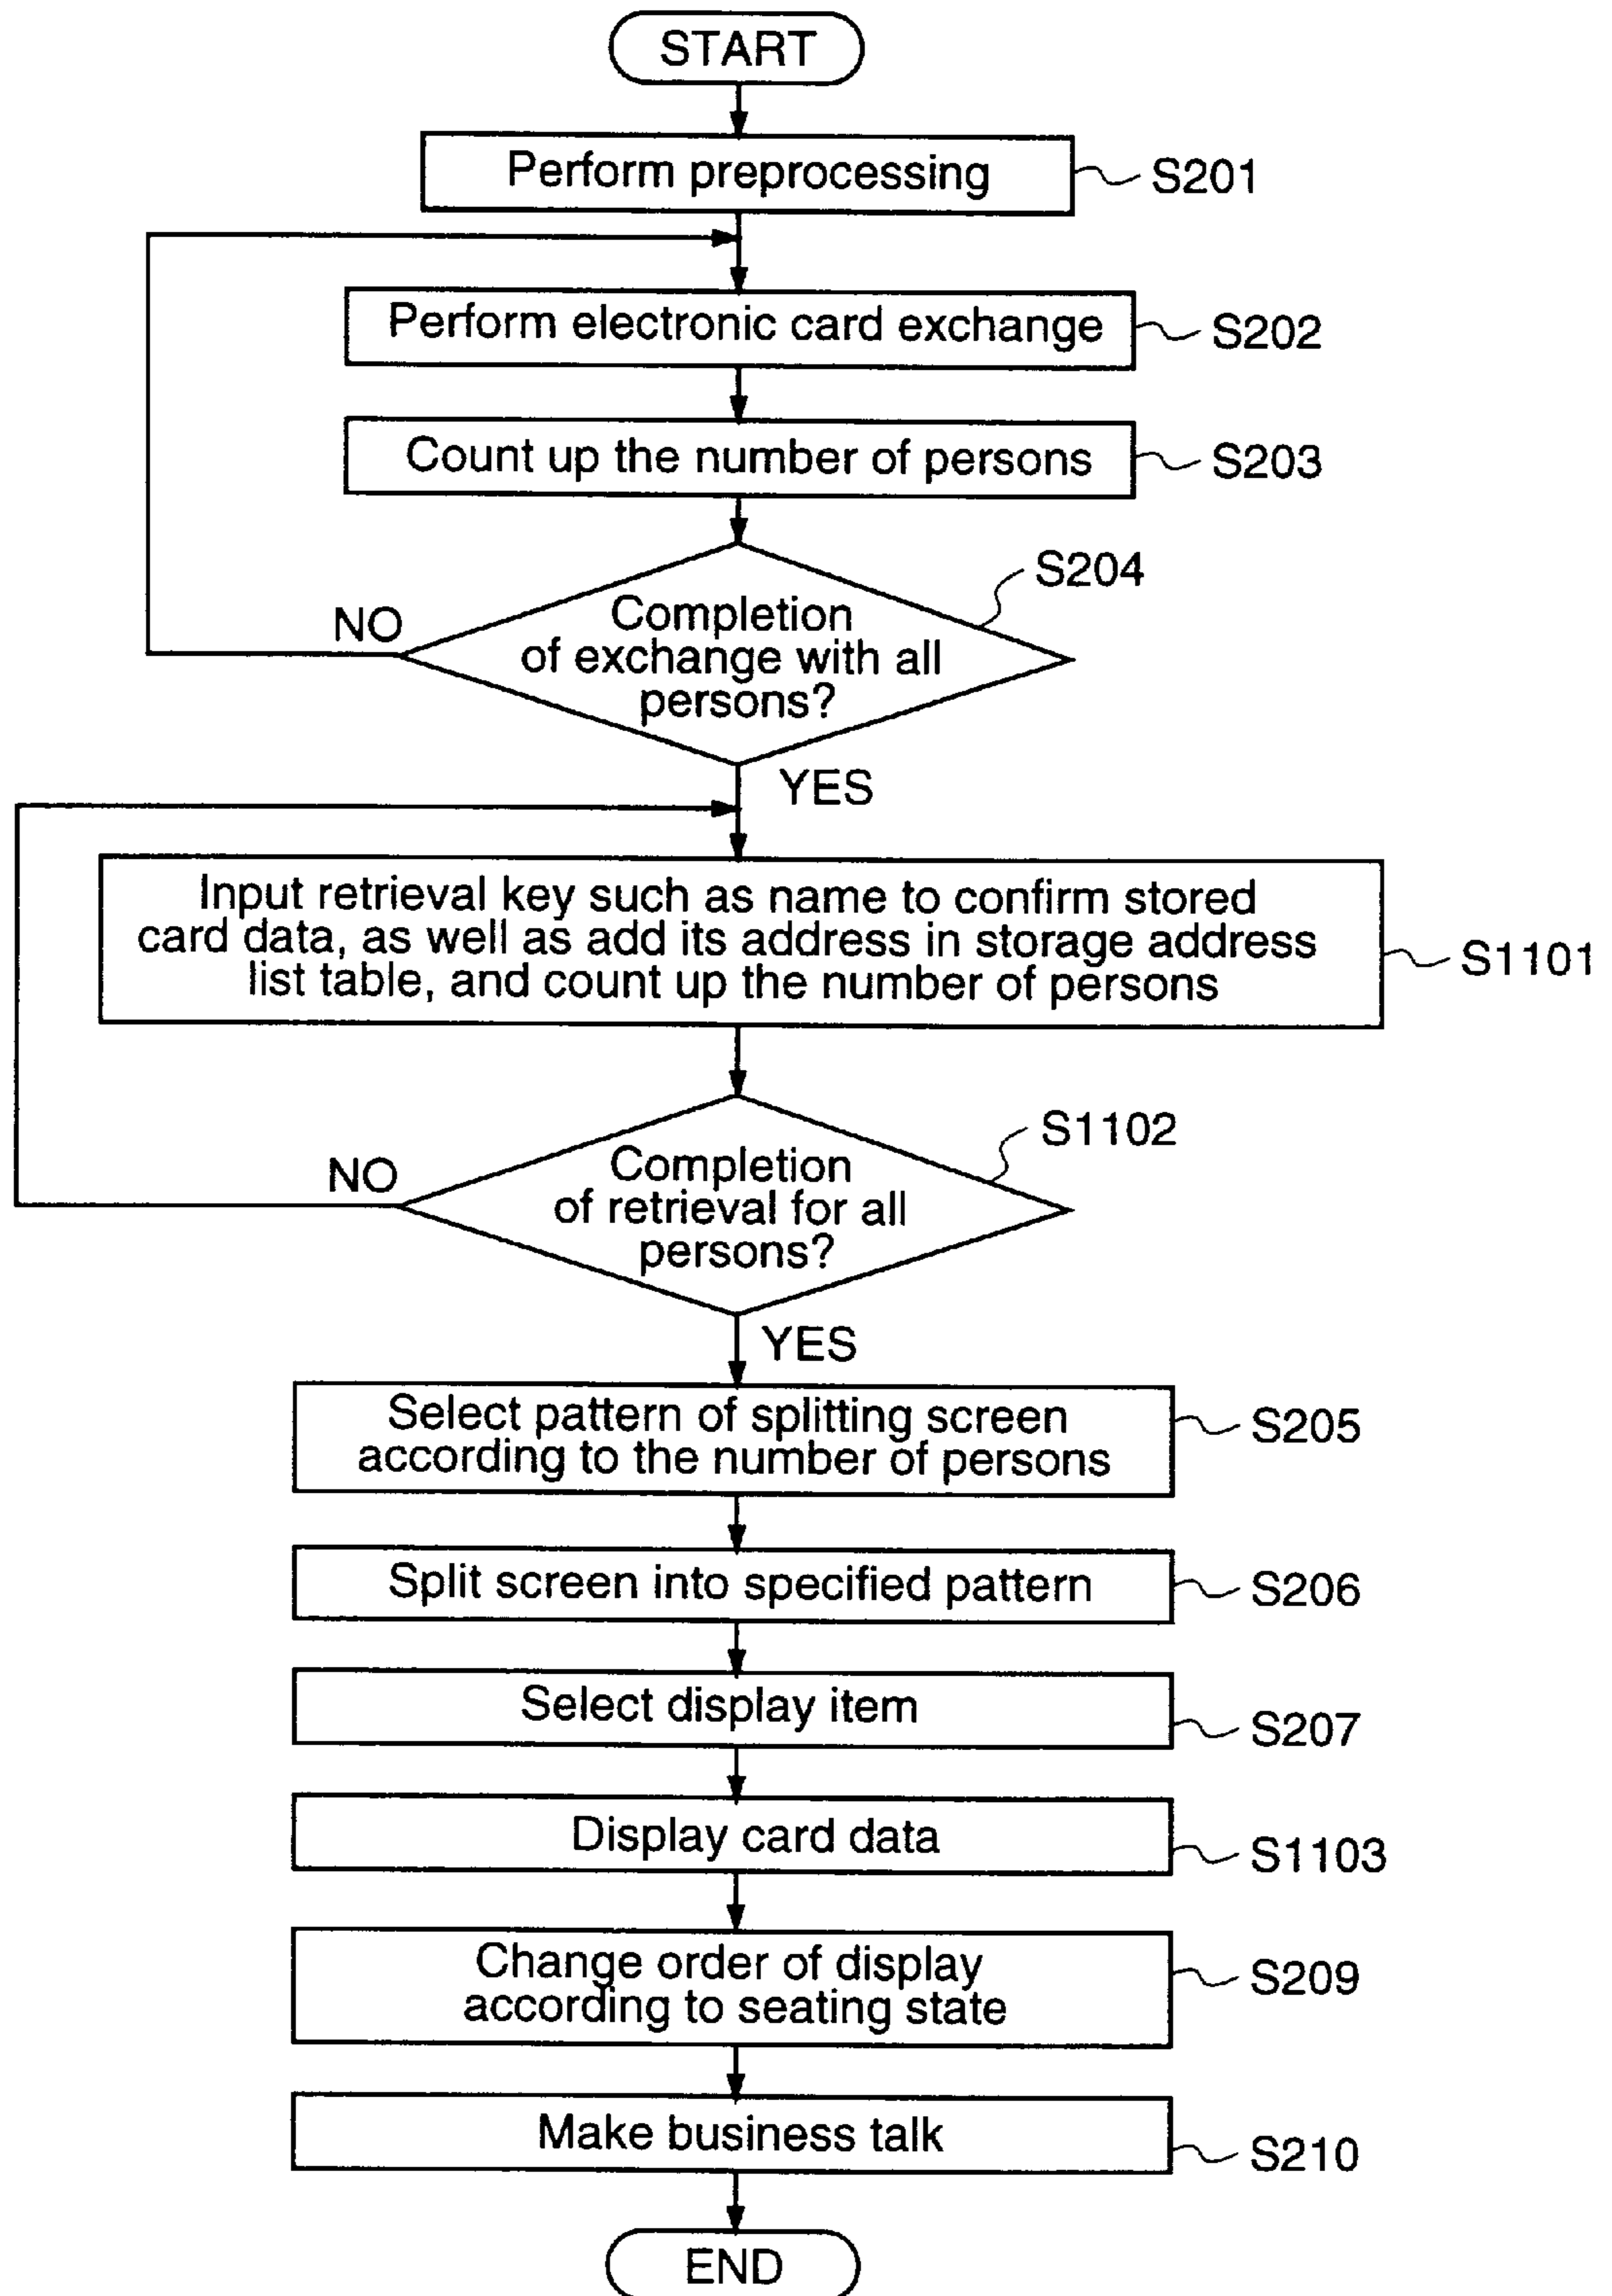 START
Perform preprocessing
S201
Perform electronic card exchange
S202
Count up the number of persons
S203
S204
Completion
of exchange with all
persons?
NO
YES
Input retrieval key such as name to confirm stored
card data, as well as add its address in storage address
list table, and count up the number of persons
S1101
S1102
Completion
of retrieval for all
persons?
NO
YES
Select pattern of splitting screen
according to the number of persons
S205
Split screen into specified pattern
S206
Select display item
S207
Display card data
S1103
Change order of display
according to seating state
S209
Make business talk
S210
END